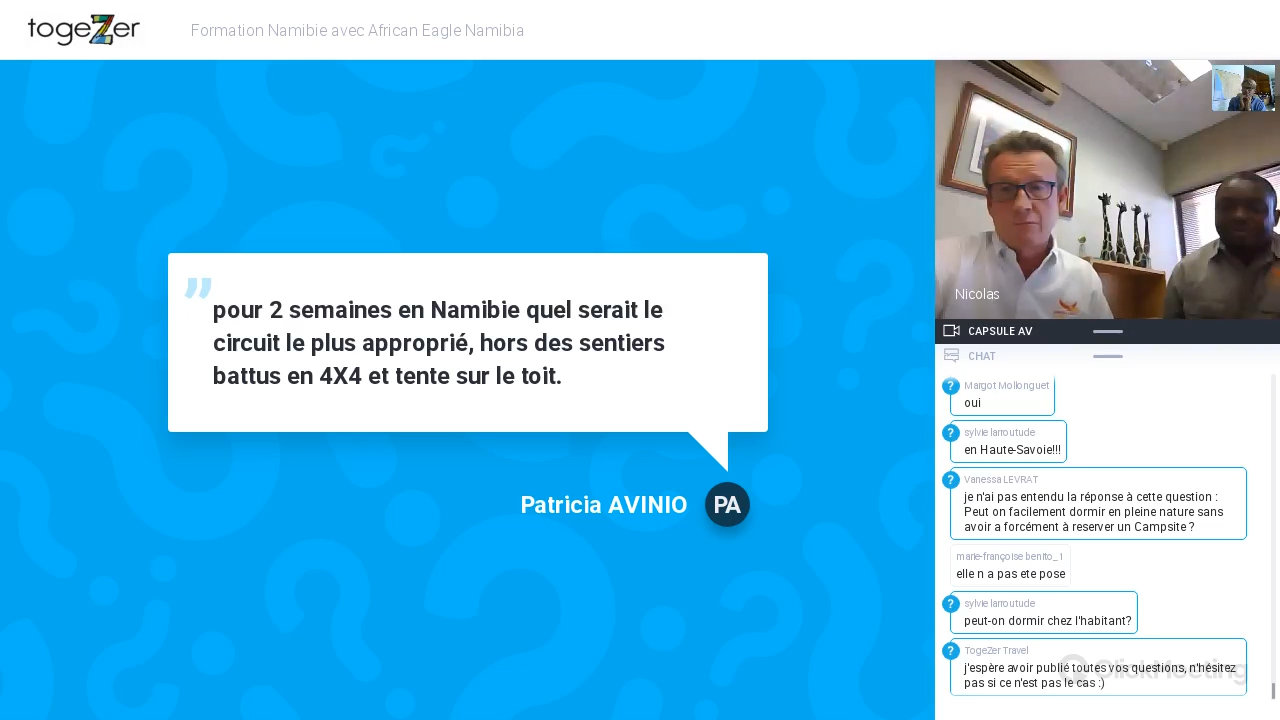 togeZer
Formation Namibie avec African Eagle Namibia
”
pour 2 semaines en Namibie quel serait le
circuit le plus approprié, hors des sentiers
battus en 4X4 et tente sur le toit.
Patricia AVINIO
PA
Nicolas
CAPSULE AV
CHAT
? Margot Mollonguet
oui
? sylvie larroutude
en Haute-Savoie!!!
? Vanessa LEVRAT
je n'ai pas entendu la réponse à cette question :
Peut on facilement dormir en pleine nature sans
avoir a forcément à reserver un Campsite ?
marie-françoise benito_1
elle n a pas ete pose
? sylvie larroutude
peut-on dormir chez l'habitant?
? TogeZer Travel
j'espère avoir publié toutes vos questions, n'hésitez
pas si ce n'est pas le cas :)
ClickMeeting